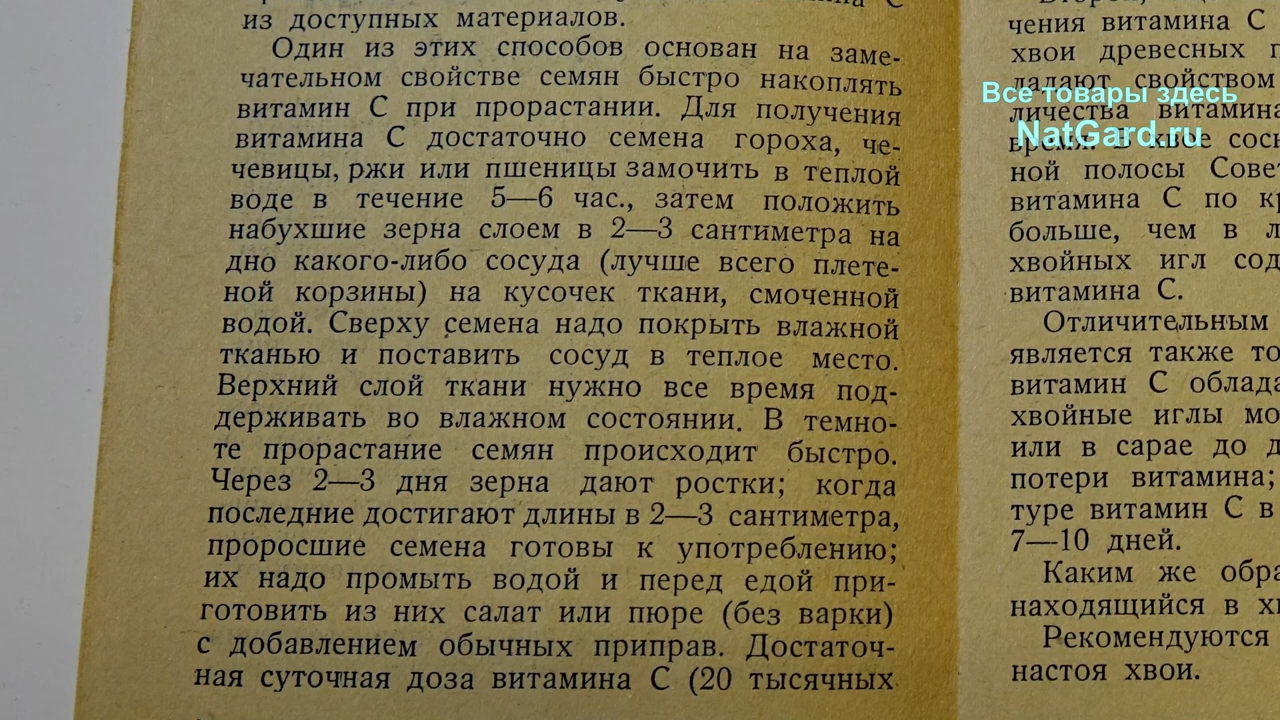 из доступных материалов.
Один из этих способов основан на заме-
чательном свойстве семян быстро накоплять
витамин С при прорастании. Для получения
витамина С достаточно семена гороха, че-
чевицы, ржи или пшеницы замочить в теплой
воде в течение 5—6 час., затем положить
набухшие зерна слоем в 2—3 сантиметра на
дно какого-либо сосуда (лучше всего плете-
ной корзины) на кусочек ткани, смоченной
водой. Сверху семена надо покрыть влажной
тканью и поставить сосуд в теплое место.
Верхний слой ткани нужно все время под-
держивать во влажном состоянии. В темно-
те прорастание семян происходит быстро.
Через 2—3 дня зерна дают ростки; когда
последние достигают длины в 2—3 сантиметра,
проросшие семена готовы к употреблению;
их надо промыть водой и перед едой при-
готовить из них салат или пюре (без варки)
с добавлением обычных приправ. Достаточ-
ная суточная доза витамина С (20 тысячных
чения витамина С
хвои древесных
ладают свойством
личества витамина
время. В хвое
ной полосы
витамина С по
больше, чем в
хвойных игл
витамина С.
Отличительным
является также
витамин С
хвойные иглы
или в сарае до
потери витамина;
туре витамин С в
7—10 дней.
Каким же
находящийся в
Рекомендуются
настоя хвои.
Все товары здесь
NatGard.ru